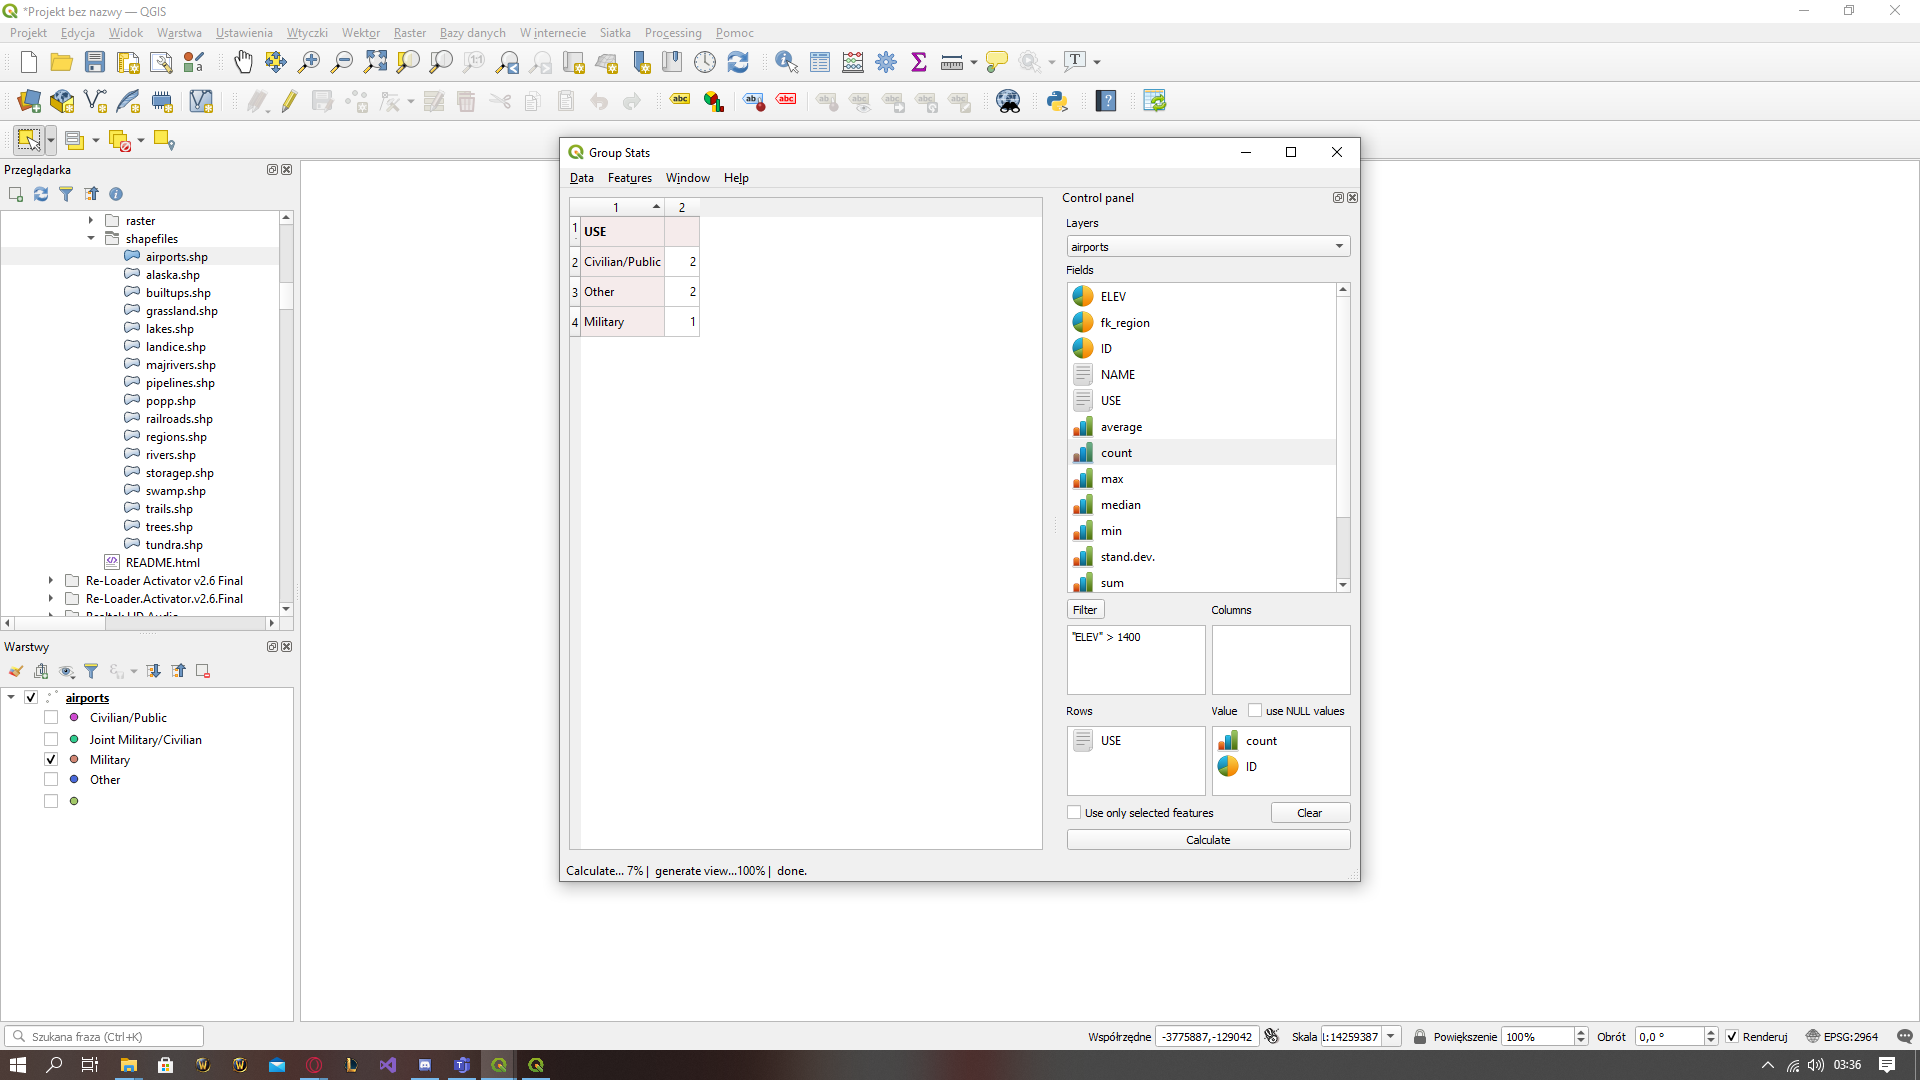 *Projekt bez nazwy — QGIS
Projekt Edycja Widok Warstwa Ustawienia Wtyczki Wektor Raster Bazy danych W internecie Siatka Processing Pomoc
Przeglądarka
raster
shapefiles
airports.shp
alaska.shp
builtups.shp
grassland.shp
lakes.shp
landice.shp
majrivers.shp
pipelines.shp
popp.shp
railroads.shp
regions.shp
rivers.shp
storagep.shp
swamp.shp
trails.shp
trees.shp
tundra.shp
README.html
Re-Loader Activator v2.6 Final
Re-Loader.Activator.v2.6.Final
Warstwy
airports
Civilian/Public
Joint Military/Civilian
Military
Other
Group Stats
Data Features Window Help
1 2
1 USE
2 Civilian/Public 2
3 Other 2
4 Military 1
Control panel
Layers
airports
Fields
ELEV
fk_region
ID
NAME
USE
average
count
max
median
min
stand.dev.
sum
Filter Columns
"ELEV" > 1400
Rows Value use NULL values
USE count
ID
Use only selected features Clear
Calculate
Calculate... 7% | generate view...100% | done.
Szukana fraza (Ctrl+K) Współrzędne -3775887,-129042 Skala 1:14259387 Powiększenie 100% Obrót 0,0 ° Renderuj EPSG:2964
03:36